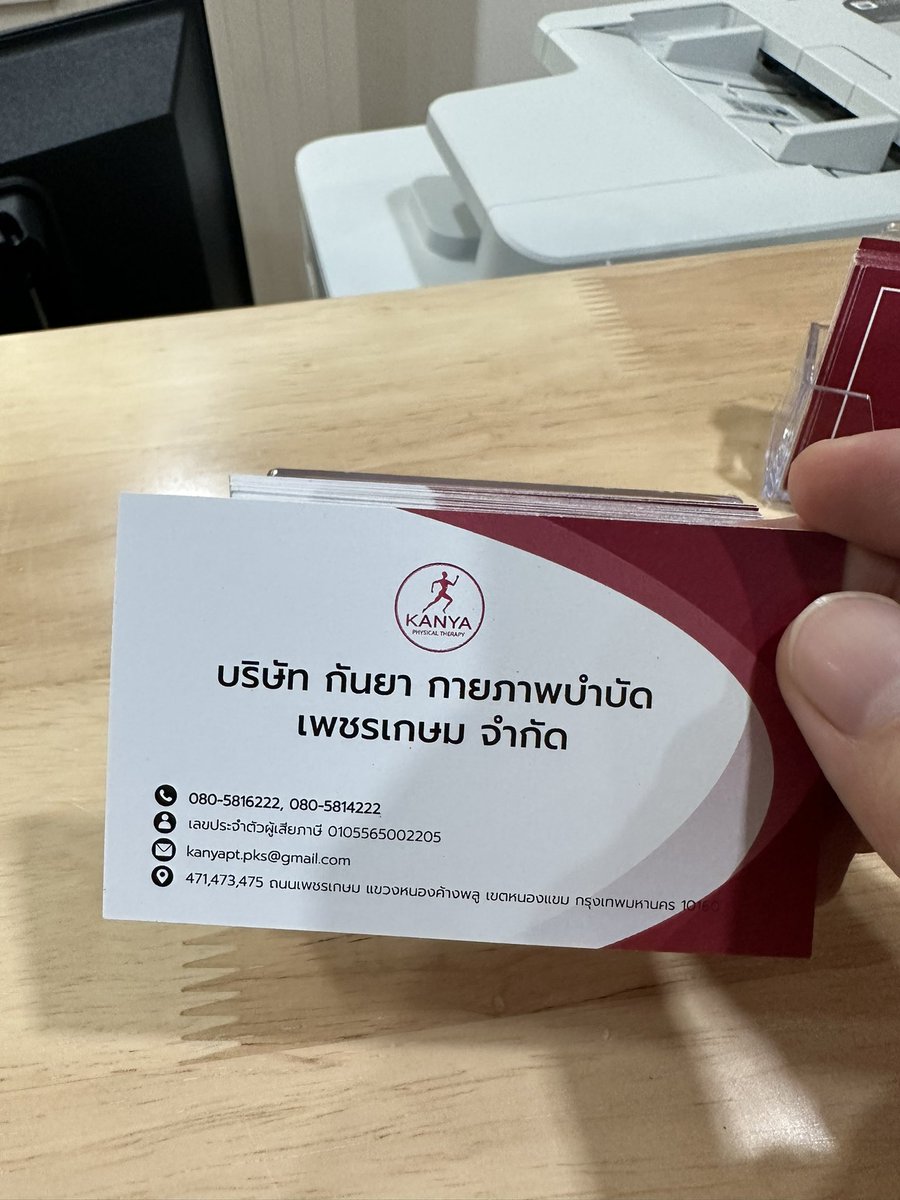 KANYA
PHYSICAL THERAPY
บริษัท กันยา กายภาพบำบัด
เพชรเกษม จำกัด
080-5816222, 080-5814222
เลขประจำตัวผู้เสียภาษี 0105565002205
kanyapt.pks@gmail.com
471,473,475 ถนนเพชรเกษม แขวงหนองค้างพลู เขตหนองแขม กรุงเทพมหานคร 10160